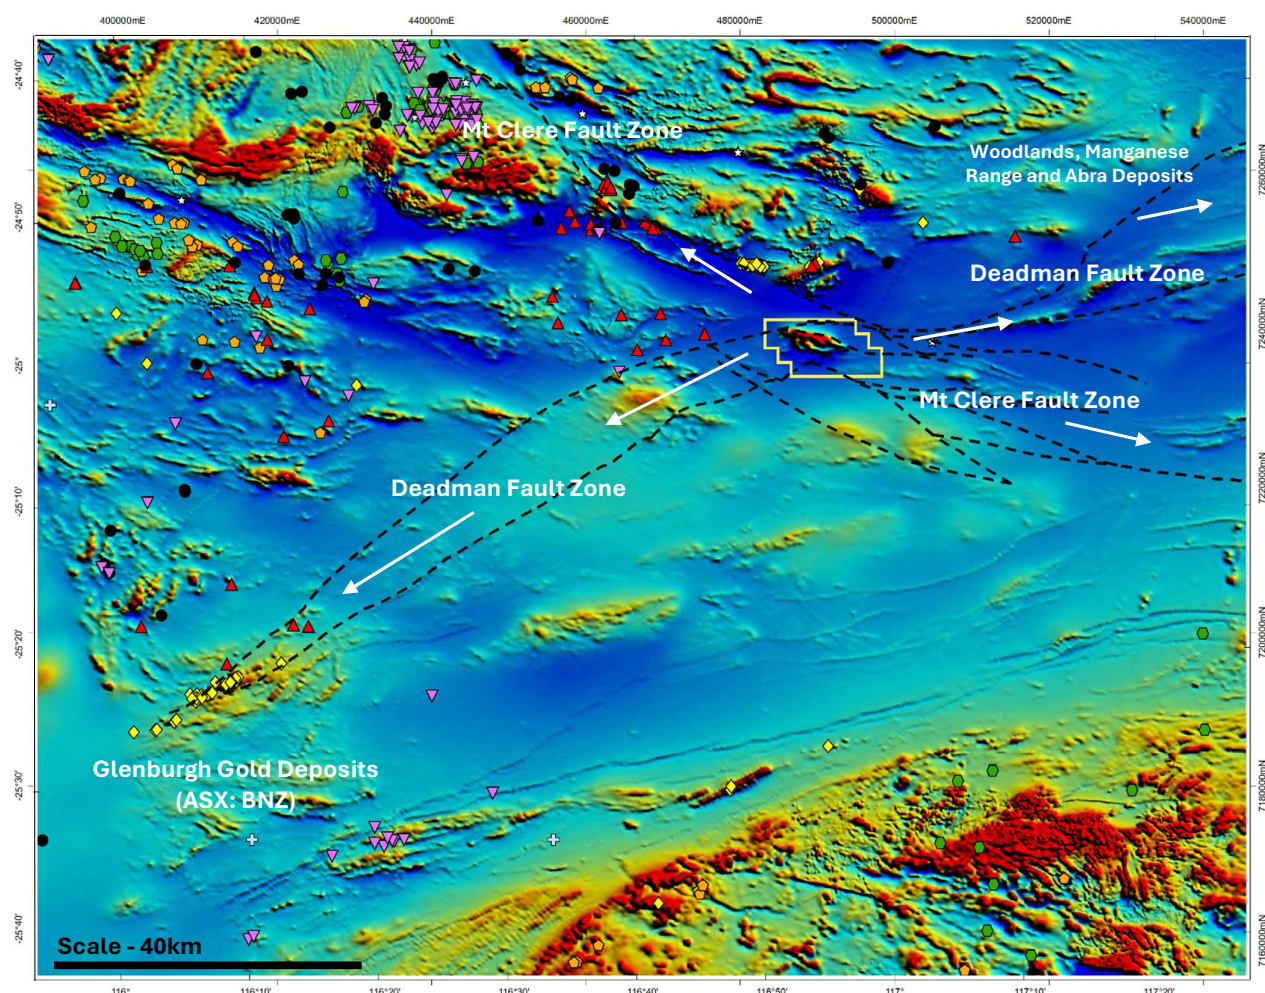 400000mE 420000mE 440000mE 460000mE 480000mE 500000mE 520000mE 540000mE
-24°40'
Mt Clere Fault Zone
Woodlands, Manganese
Range and Abra Deposits
7260000mN
-24°50'
Deadman Fault Zone
7240000mN
-25°
Mt Clere Fault Zone
Deadman Fault Zone
7220000mN
-25°10'
-25°20'
7200000mN
Glenburgh Gold Deposits
(ASX: BNZ)
-25°30'
7180000mN
-25°40'
7160000mN
Scale - 40km
116° 116°10' 116°20' 116°30' 116°40' 116°50' 117° 117°10' 117°20'